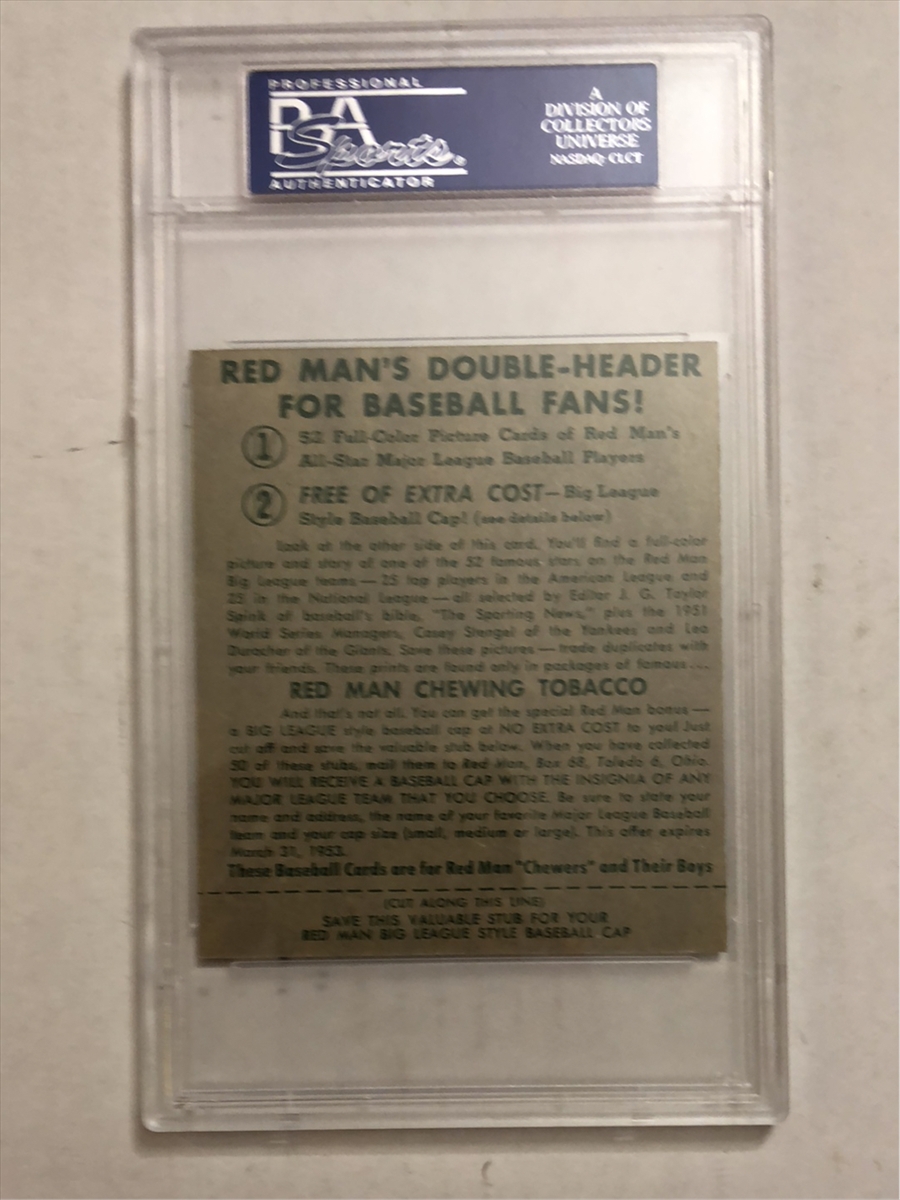 PROFESSIONAL
PSA
Sports.
AUTHENTICATOR
A
DIVISION OF
COLLECTORS
UNIVERSE
NASDAQ: CLCT
RED MAN'S DOUBLE-HEADER
FOR BASEBALL FANS!
1 52 Full-Color Picture Cards of Red Man's
All-Star Major League Baseball Players
2 FREE OF EXTRA COST—Big League
Style Baseball Cap! (see details below)
Look at the other side of this card. You'll find a full-color
picture and story of one of the 52 famous stars on the Red Man
Big League teams—25 top players in the American League and
25 in the National League—all selected by Editor J. G. Taylor
Spink of baseball's bible, "The Sporting News," plus the 1951
World Series Managers, Casey Stengel of the Yankees and Leo
Durocher of the Giants. Save these pictures—trade duplicates with
your friends. These prints are found only in packages of famous...
RED MAN CHEWING TOBACCO
And that's not all. You can get the special Red Man bonus—
a BIG LEAGUE style baseball cap at NO EXTRA COST to you! Just
cut off and save the valuable stub below. When you have collected
50 of these stubs, mail them to Red Man, Box 68, Toledo 6, Ohio.
YOU WILL RECEIVE A BASEBALL CAP WITH THE INSIGNIA OF ANY
MAJOR LEAGUE TEAM THAT YOU CHOOSE. Be sure to state your
name and address, the name of your favorite Major League Baseball
team and your cap size (small, medium or large). This offer expires
March 31, 1953.
These Baseball Cards are for Red Man "Chewers" and Their Boys
(CUT ALONG THIS LINE)
SAVE THIS VALUABLE STUB FOR YOUR
RED MAN BIG LEAGUE STYLE BASEBALL CAP